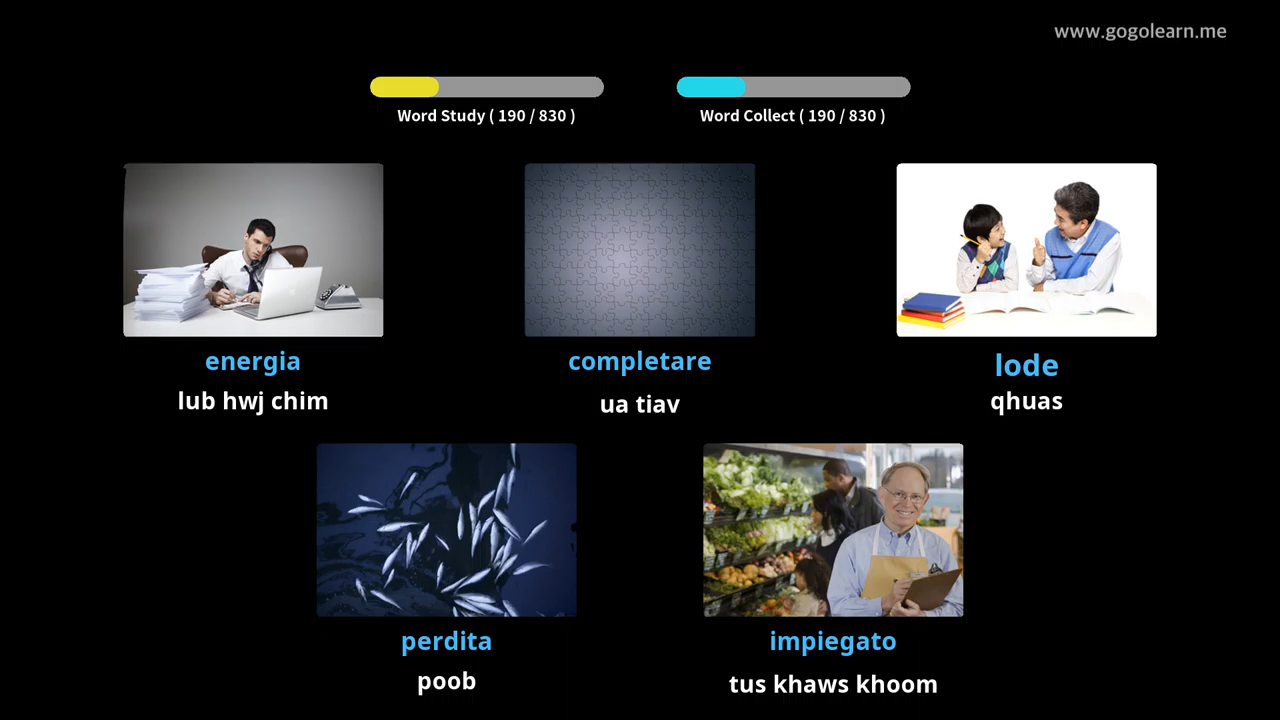 www.gogolearn.me
Word Study ( 190 / 830 )
Word Collect ( 190 / 830 )
energia
lub hwj chim
completare
ua tiav
lode
qhuas
perdita
poob
impiegato
tus khaws khoom